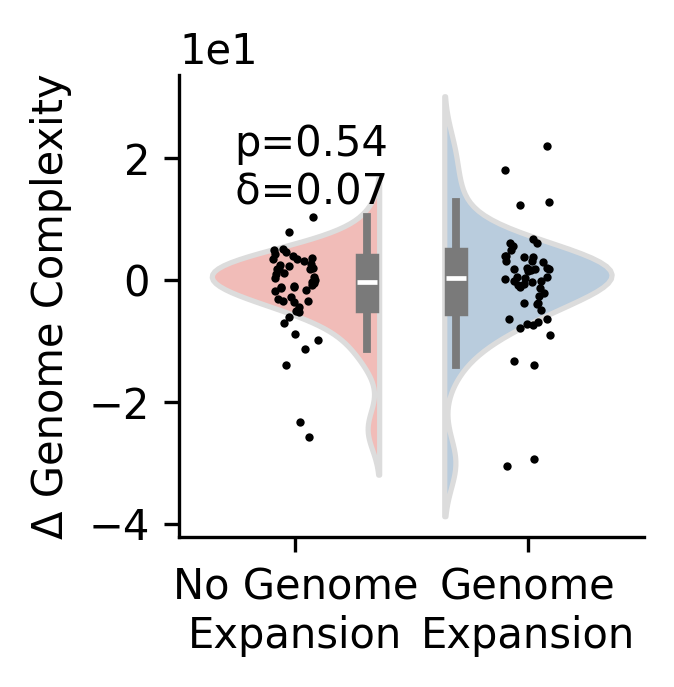 1e1
p=0.54
δ=0.07
2
0
−2
−4
Δ Genome Complexity
No Genome
Expansion
Genome
Expansion